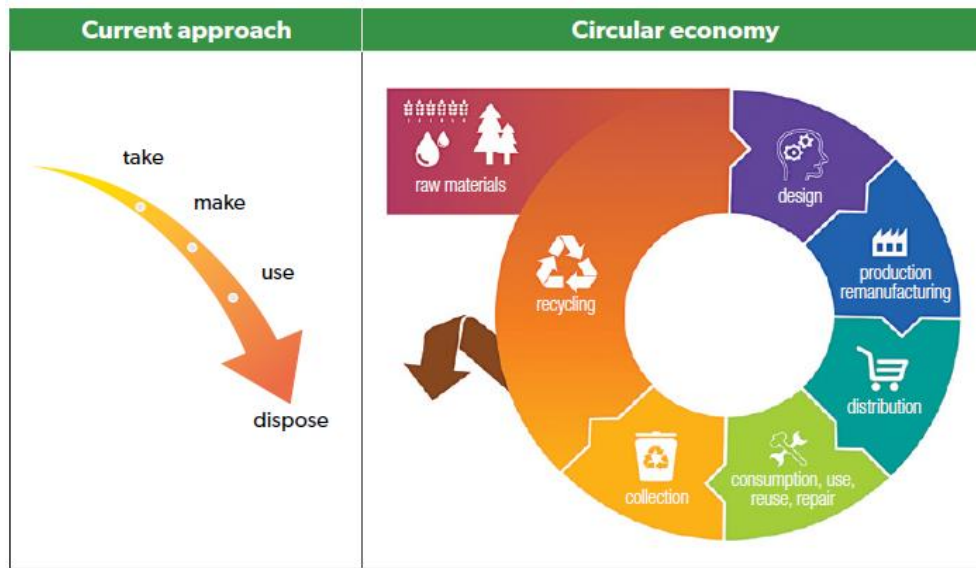 Current approach
Circular economy
take
make
use
dispose
raw materials
design
production
remanufacturing
distribution
consumption, use,
reuse, repair
collection
recycling